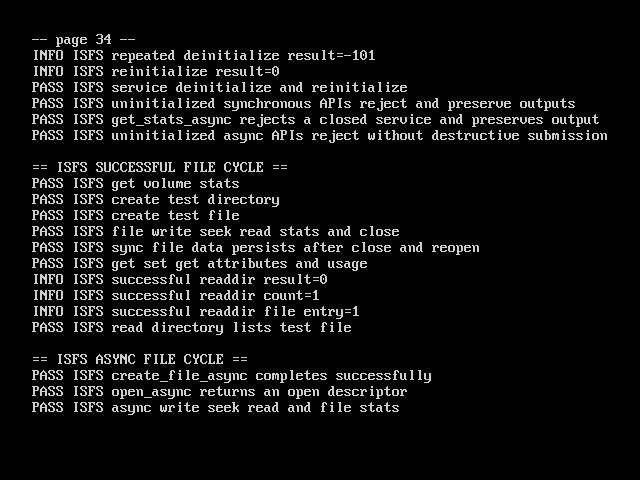 -- page 34 --
INFO ISFS repeated deinitialize result=-101
INFO ISFS reinitialize result=0
PASS ISFS service deinitialize and reinitialize
PASS ISFS uninitialized synchronous APIs reject and preserve outputs
PASS ISFS get_stats_async rejects a closed service and preserves output
PASS ISFS uninitialized async APIs reject without destructive submission

== ISFS SUCCESSFUL FILE CYCLE ==
PASS ISFS get volume stats
PASS ISFS create test directory
PASS ISFS create test file
PASS ISFS file write seek read stats and close
PASS ISFS sync file data persists after close and reopen
PASS ISFS get set get attributes and usage
INFO ISFS successful readdir result=0
INFO ISFS successful readdir count=1
INFO ISFS successful readdir file entry=1
PASS ISFS read directory lists test file

== ISFS ASYNC FILE CYCLE ==
PASS ISFS create_file_async completes successfully
PASS ISFS open_async returns an open descriptor
PASS ISFS async write seek read and file stats